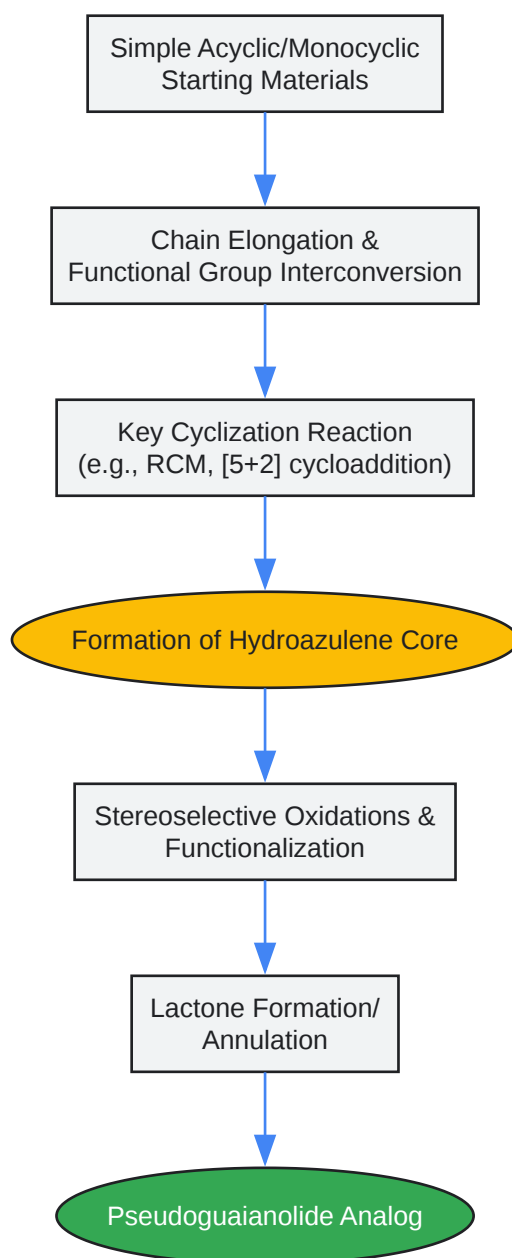 Simple Acyclic/Monocyclic
Starting Materials
Chain Elongation &
Functional Group Interconversion
Key Cyclization Reaction
(e.g., RCM, [5+2] cycloaddition)
Formation of Hydroazulene Core
Stereoselective Oxidations &
Functionalization
Lactone Formation/
Annulation
Pseudoguaianolide Analog